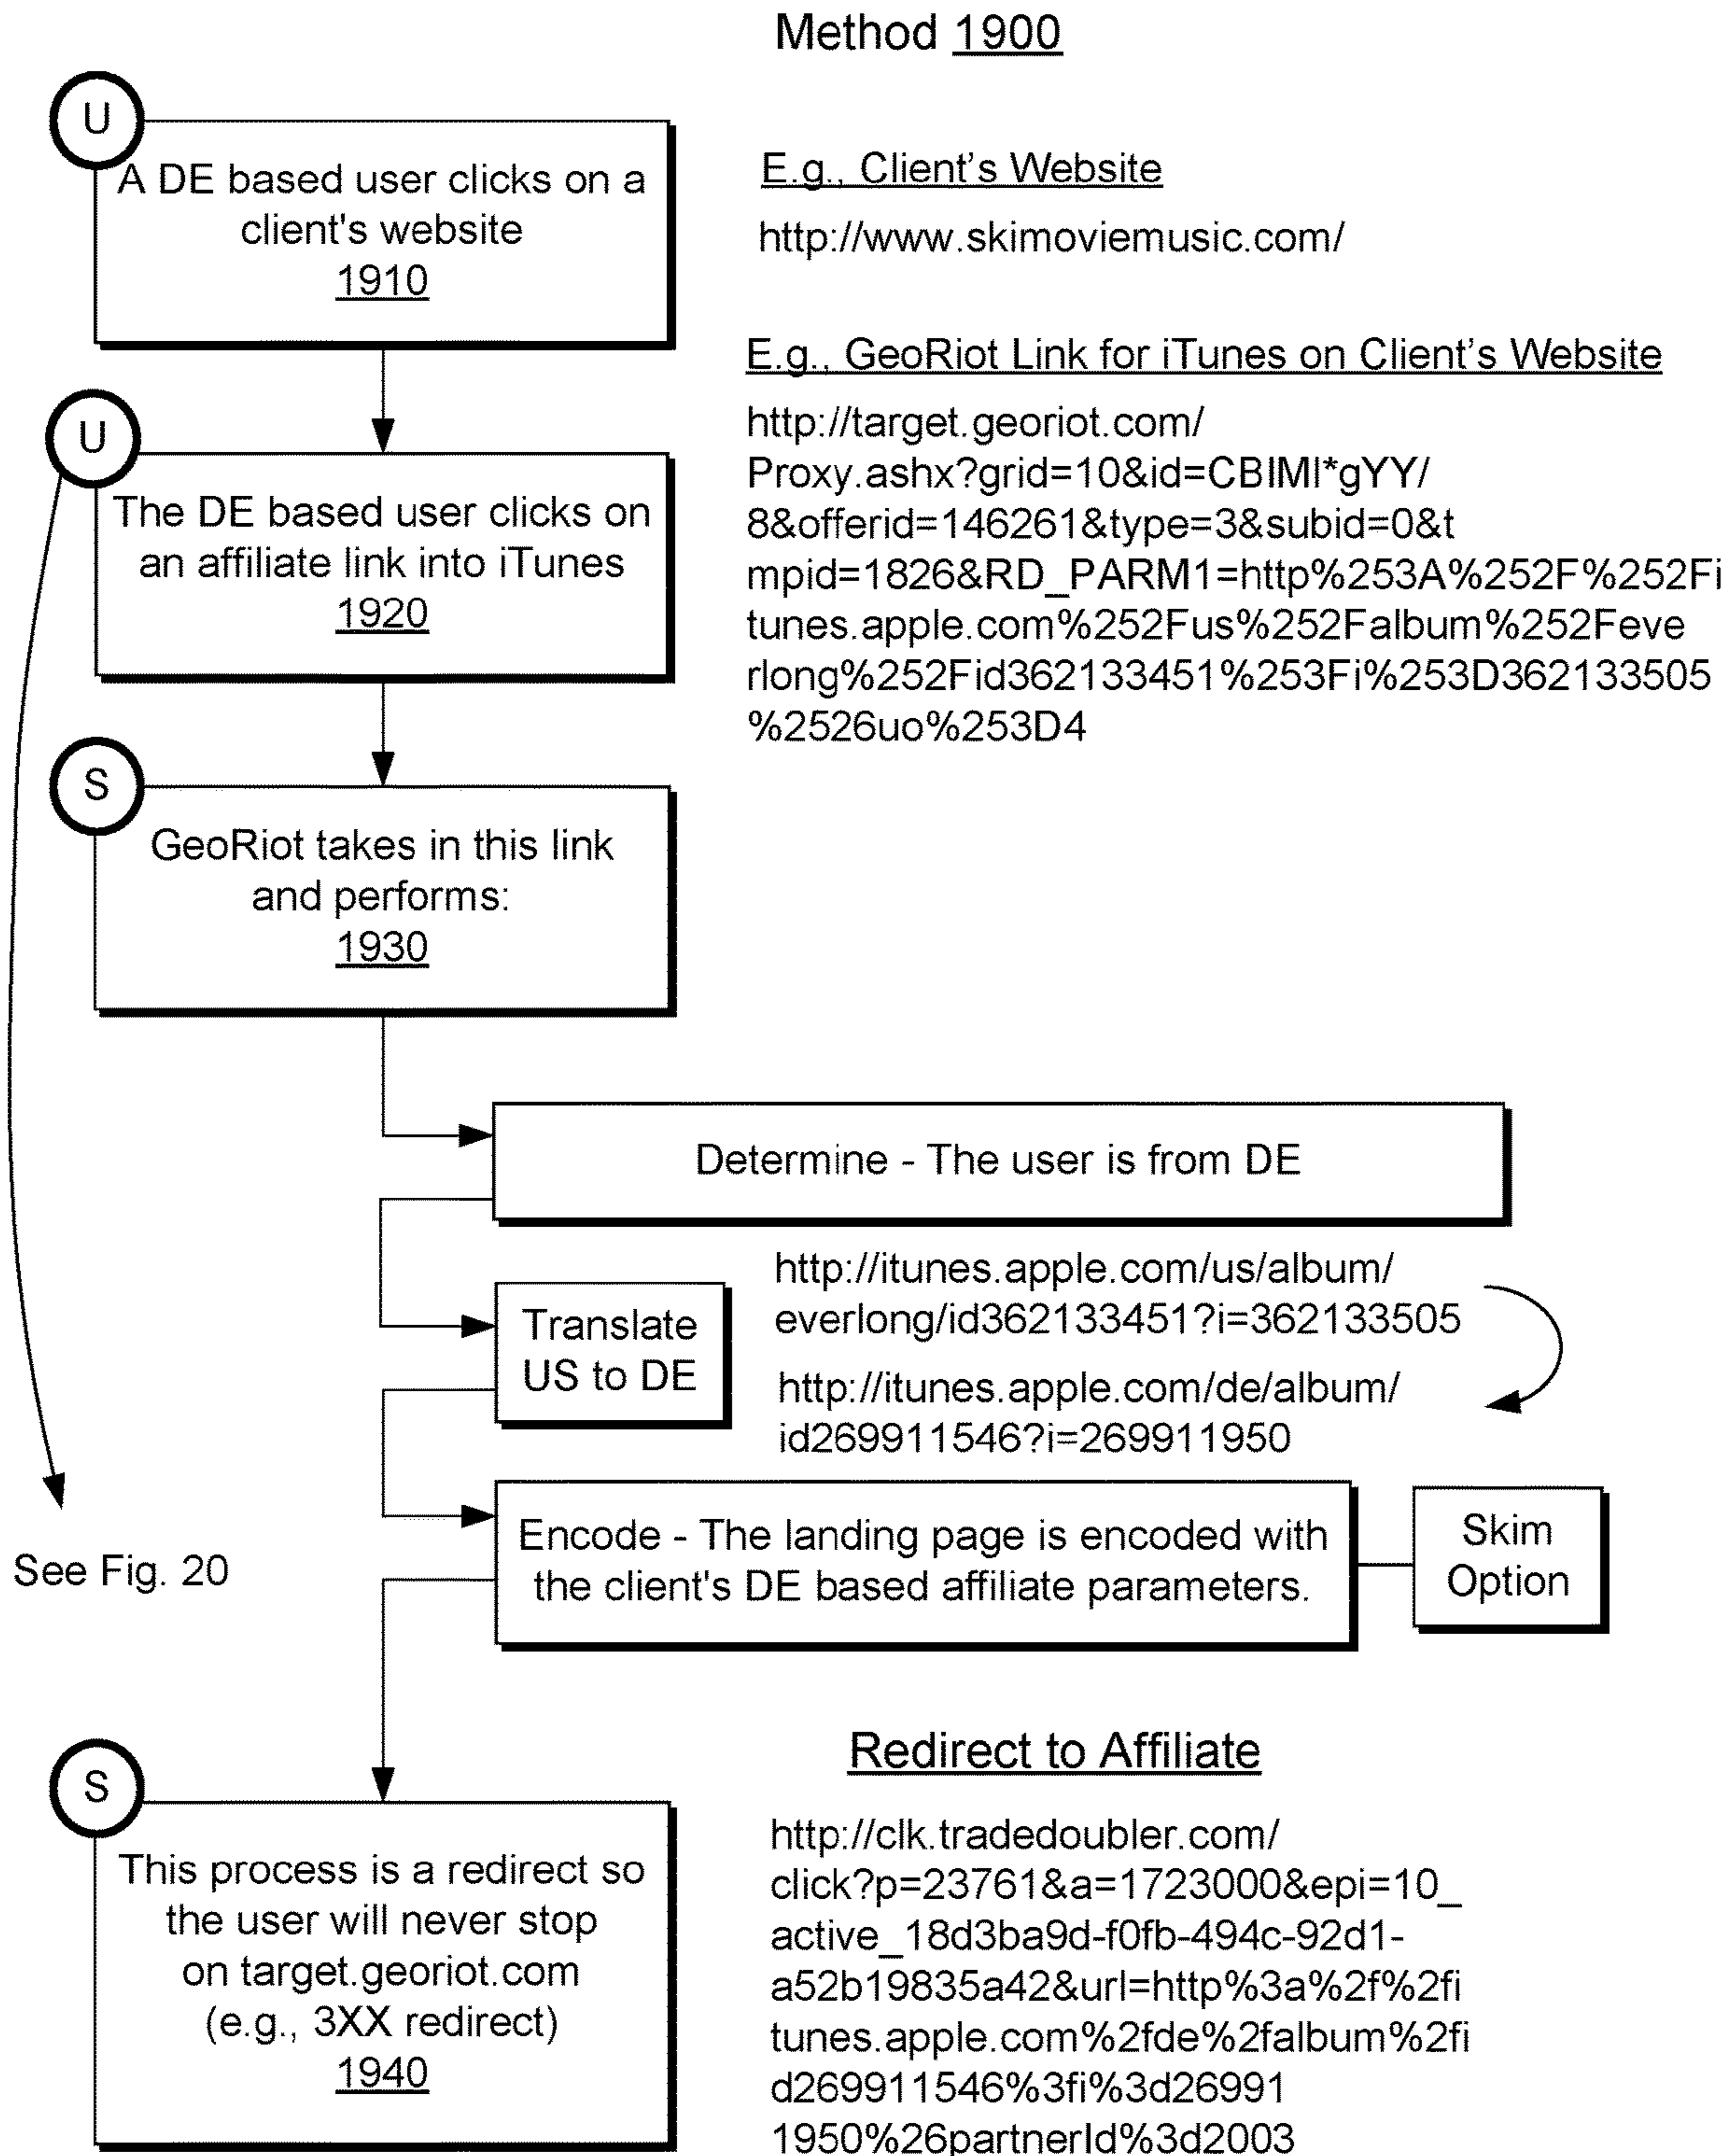 Method 1900
U
A DE based user clicks on a
client's website
1910
E.g., Client's Website
http://www.skimoviemusic.com/
U
The DE based user clicks on
an affiliate link into iTunes
1920
E.g., GeoRiot Link for iTunes on Client's Website
http://target.georiot.com/
Proxy.ashx?grid=10&id=CBIMl*gYY/
8&offerid=146261&type=3&subid=0&t
mpid=1826&RD_PARM1=http%253A%252F%252Fi
tunes.apple.com%252Fus%252Falbum%252Feve
rlong%252Fid362133451%253Fi%253D362133505
%2526uo%253D4
S
GeoRiot takes in this link
and performs:
1930
Determine - The user is from DE
Translate
US to DE
http://itunes.apple.com/us/album/
everlong/id362133451?i=362133505
http://itunes.apple.com/de/album/
id269911546?i=269911950
Encode - The landing page is encoded with
the client's DE based affiliate parameters.
Skim
Option
See Fig. 20
S
This process is a redirect so
the user will never stop
on target.georiot.com
(e.g., 3XX redirect)
1940
Redirect to Affiliate
http://clk.tradedoubler.com/
click?p=23761&a=1723000&epi=10_
active_18d3ba9d-f0fb-494c-92d1-
a52b19835a42&url=http%3a%2f%2fi
tunes.apple.com%2fde%2falbum%2fi
d269911546%3fi%3d26991
1950%26partnerId%3d2003